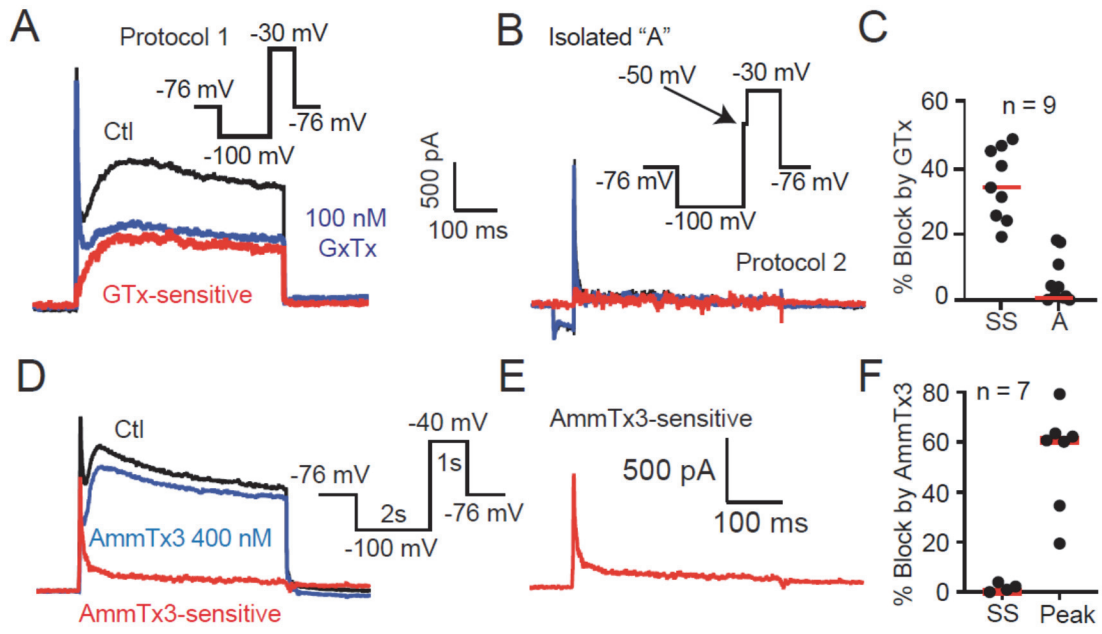 A
Protocol 1
-30 mV
-76 mV
-76 mV
-100 mV
Ctl
100 nM
GxTx
GTx-sensitive
500 pA
100 ms
B
Isolated “A”
-50 mV
-30 mV
-76 mV
-76 mV
-100 mV
Protocol 2
C
% Block by GTx
60
40
20
0
n = 9
SS
A
D
Ctl
-40 mV
-76 mV
1s
-76 mV
2s
-100 mV
AmmTx3 400 nM
AmmTx3-sensitive
E
AmmTx3-sensitive
500 pA
100 ms
F
% Block by AmmTx3
80
60
40
20
0
n = 7
SS
Peak